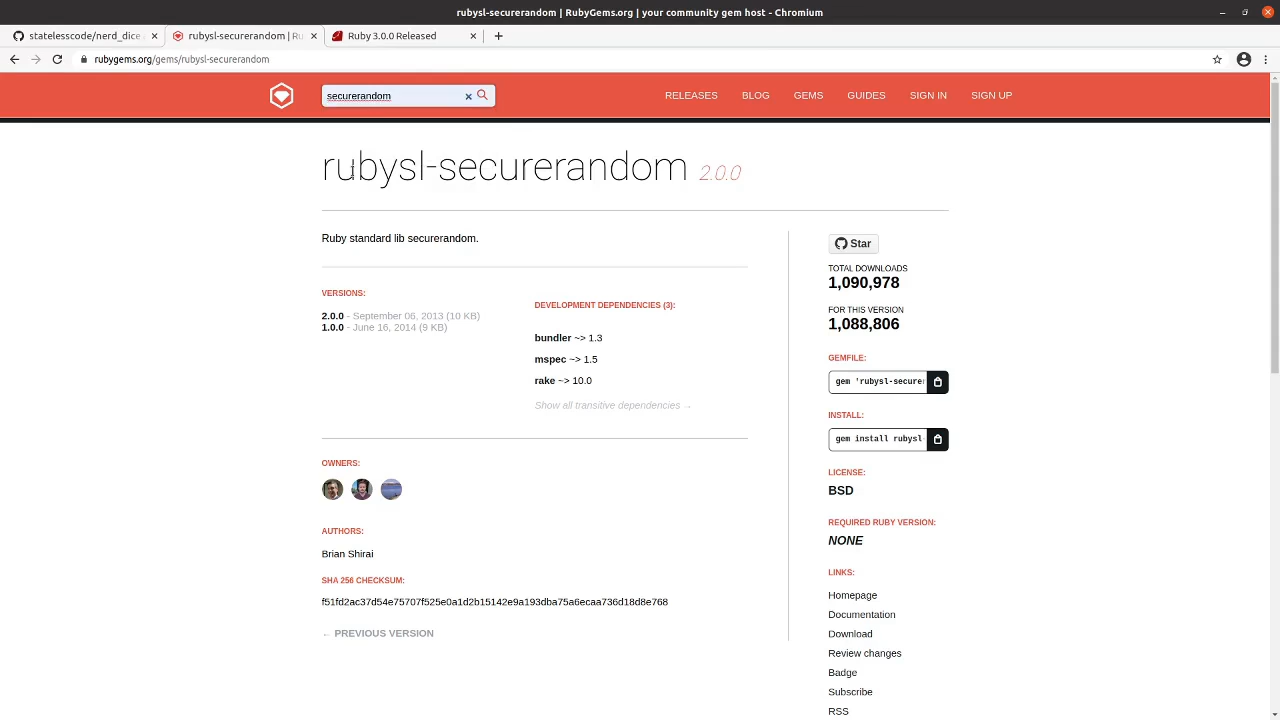 rubysl-securerandom | RubyGems.org | your community gem host - Chromium
statelesscode/nerd_dice
rubysl-securerandom | Ru
Ruby 3.0.0 Released
rubygems.org/gems/rubysl-securerandom
securerandom
RELEASES BLOG GEMS GUIDES SIGN IN SIGN UP
rubysl-securerandom 2.0.0
Ruby standard lib securerandom.
VERSIONS:
2.0.0 - September 06, 2013 (10 KB)
1.0.0 - June 16, 2014 (9 KB)
DEVELOPMENT DEPENDENCIES (3):
bundler ~> 1.3
mspec ~> 1.5
rake ~> 10.0
Show all transitive dependencies →
OWNERS:
AUTHORS:
Brian Shirai
SHA 256 CHECKSUM:
f51fd2ac37d54e75707f525e0a1d2b15142e9a193dba75a6ecaa736d18d8e768
← PREVIOUS VERSION
Star
TOTAL DOWNLOADS
1,090,978
FOR THIS VERSION
1,088,806
GEMFILE:
gem 'rubysl-secure
INSTALL:
gem install rubysl
LICENSE:
BSD
REQUIRED RUBY VERSION:
NONE
LINKS:
Homepage
Documentation
Download
Review changes
Badge
Subscribe
RSS